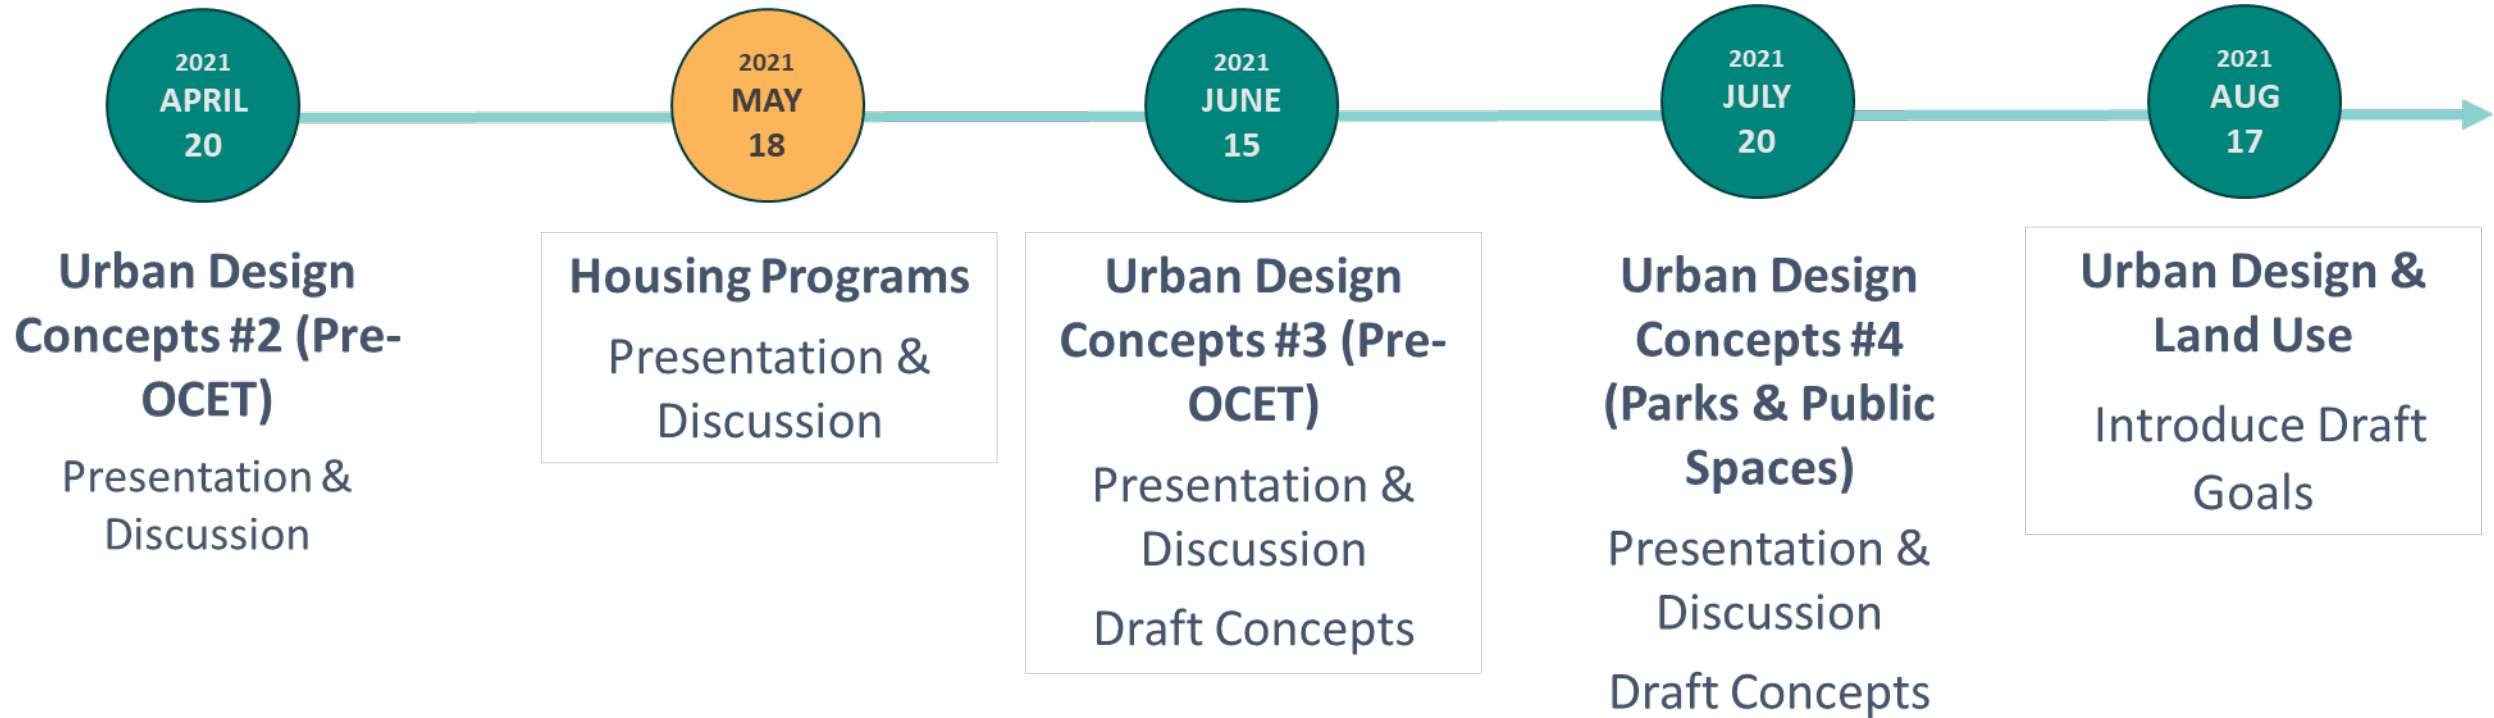 2021
APRIL
20
Urban Design
Concepts #2 (Pre-
OCET)
Presentation &
Discussion
2021
MAY
18
Housing Programs
Presentation &
Discussion
2021
JUNE
15
Urban Design
Concepts #3 (Pre-
OCET)
Presentation &
Discussion
Draft Concepts
2021
JULY
20
Urban Design
Concepts #4
(Parks & Public
Spaces)
Presentation &
Discussion
Draft Concepts
2021
AUG
17
Urban Design &
Land Use
Introduce Draft
Goals